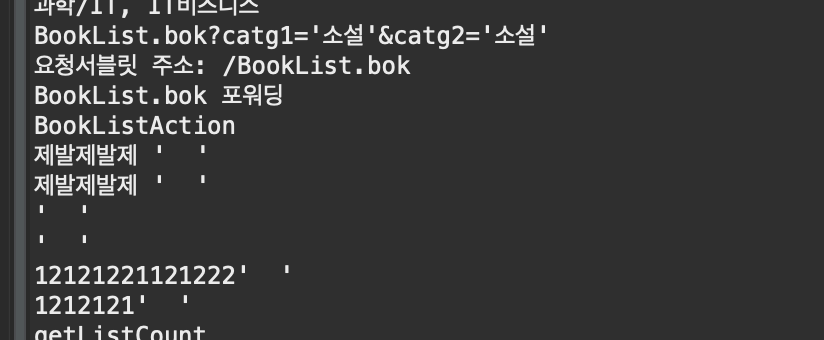 과학/IT, IT비즈니스
BookList.bok?catg1='소설'&catg2='소설'
요청서블릿 주소: /BookList.bok
BookList.bok 포워딩
BookListAction
제발제발제 '  '
제발제발제 '  '
'  '
'  '
12121221121222'  '
1212121'  '
getListCount